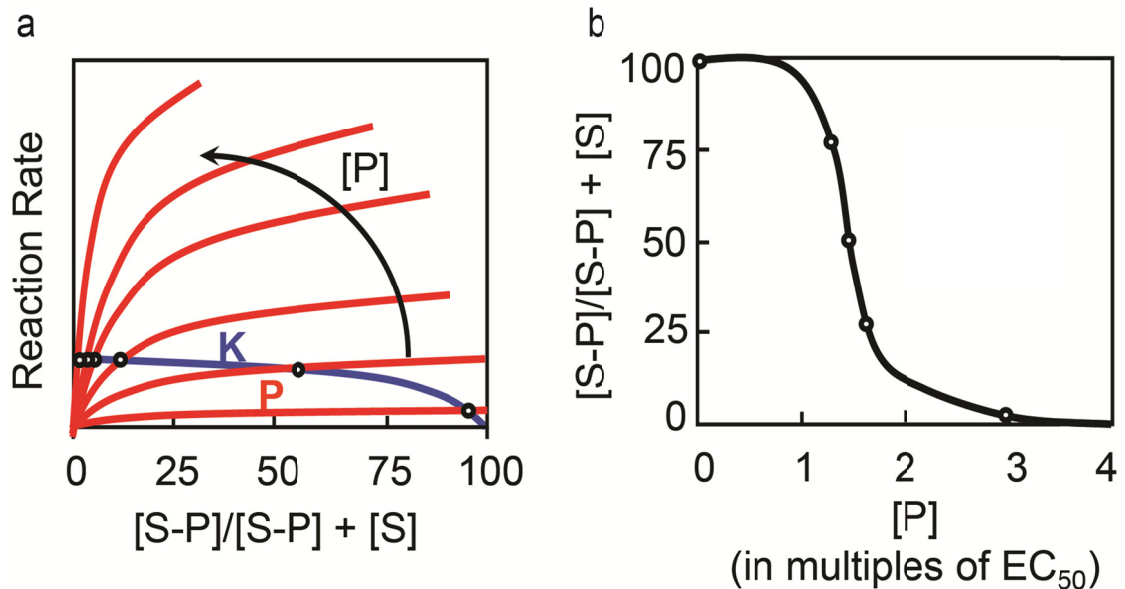 a
Reaction Rate
[P]
K
P
0 25 50 75 100
[S-P]/[S-P] + [S]
b
[S-P]/[S-P] + [S]
100
75
50
25
0
0 1 2 3 4
[P]
(in multiples of EC₅₀)